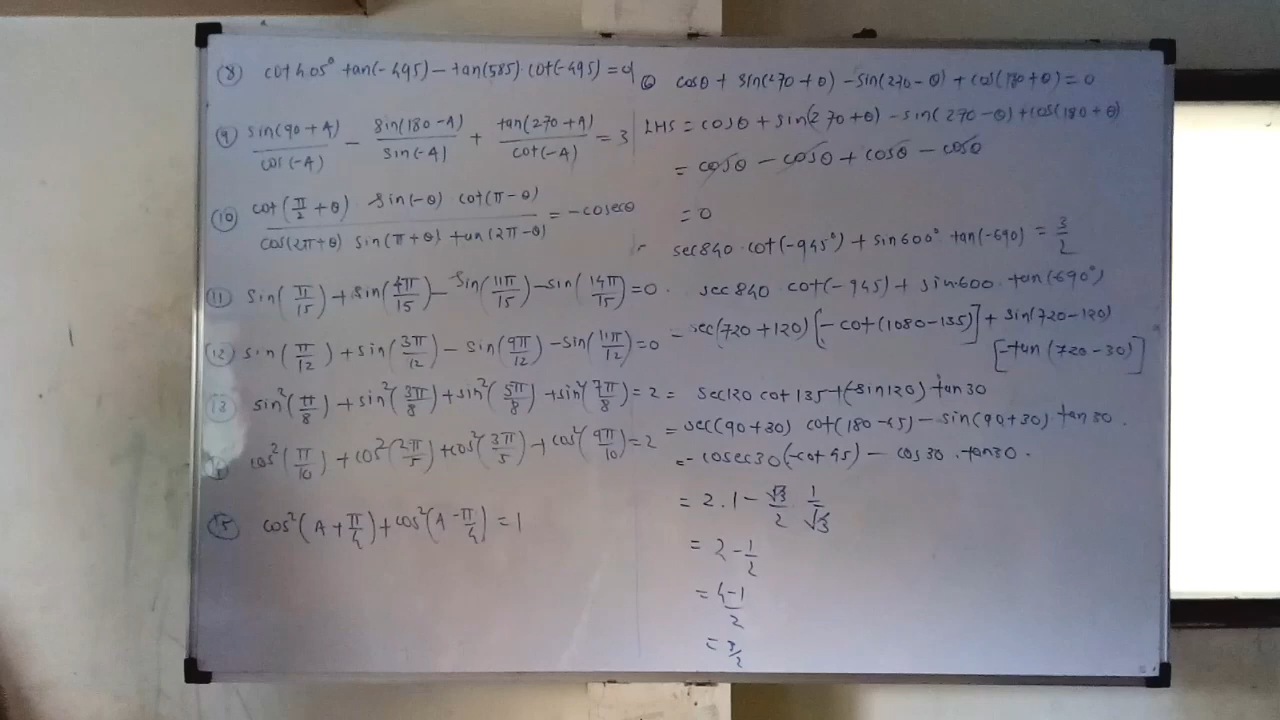 (8) cot405° tan(-495) - tan(585). cot(-495) = 0
(9) sin(90+A)/cos(-A) - sin(180-A)/sin(-A) + tan(270+A)/cot(-A) = 3
(10) cot(π/2 + θ) sin(-θ) cot(π-θ) / cos(2π+θ) sin(π+θ) tan(2π-θ) = -cosecθ
(11) sin(π/15) + sin(4π/15) - sin(11π/15) - sin(14π/15) = 0.
(12) sin(π/12) + sin(3π/12) - sin(9π/12) - sin(11π/12) = 0
(13) sin²(π/8) + sin²(3π/8) + sin²(5π/8) + sin²(7π/8) = 2
cos²(π/10) + cos²(2π/5) + cos²(3π/5) + cos²(9π/10) = 2
(15) cos²(A + π/4) + cos²(A - π/4) = 1
cosθ + sin(270+θ) - sin(270-θ) + cos(180+θ) = 0
LHS = cosθ + sin(270+θ) - sin(270-θ) + cos(180+θ)
= cosθ - cosθ + cosθ - cosθ
= 0
sec840. cot(-945°) + sin600° tan(-690) = 3/2
sec840 cot(-945) + sin600. tan(-690°)
= sec(720+120) [-cot(1080-135)] + sin(720-120)
[-tan(720-30)]
= sec120 cot135 + (-sin120) tan30
= sec(90+30) cot(180-45) - sin(90+30) tan30.
= - cosec30(-cot45) - cos30. tan30.
= 2.1 - √3/2 1/√3
= 2 - 1/2
= 4-1/2
= 3/2